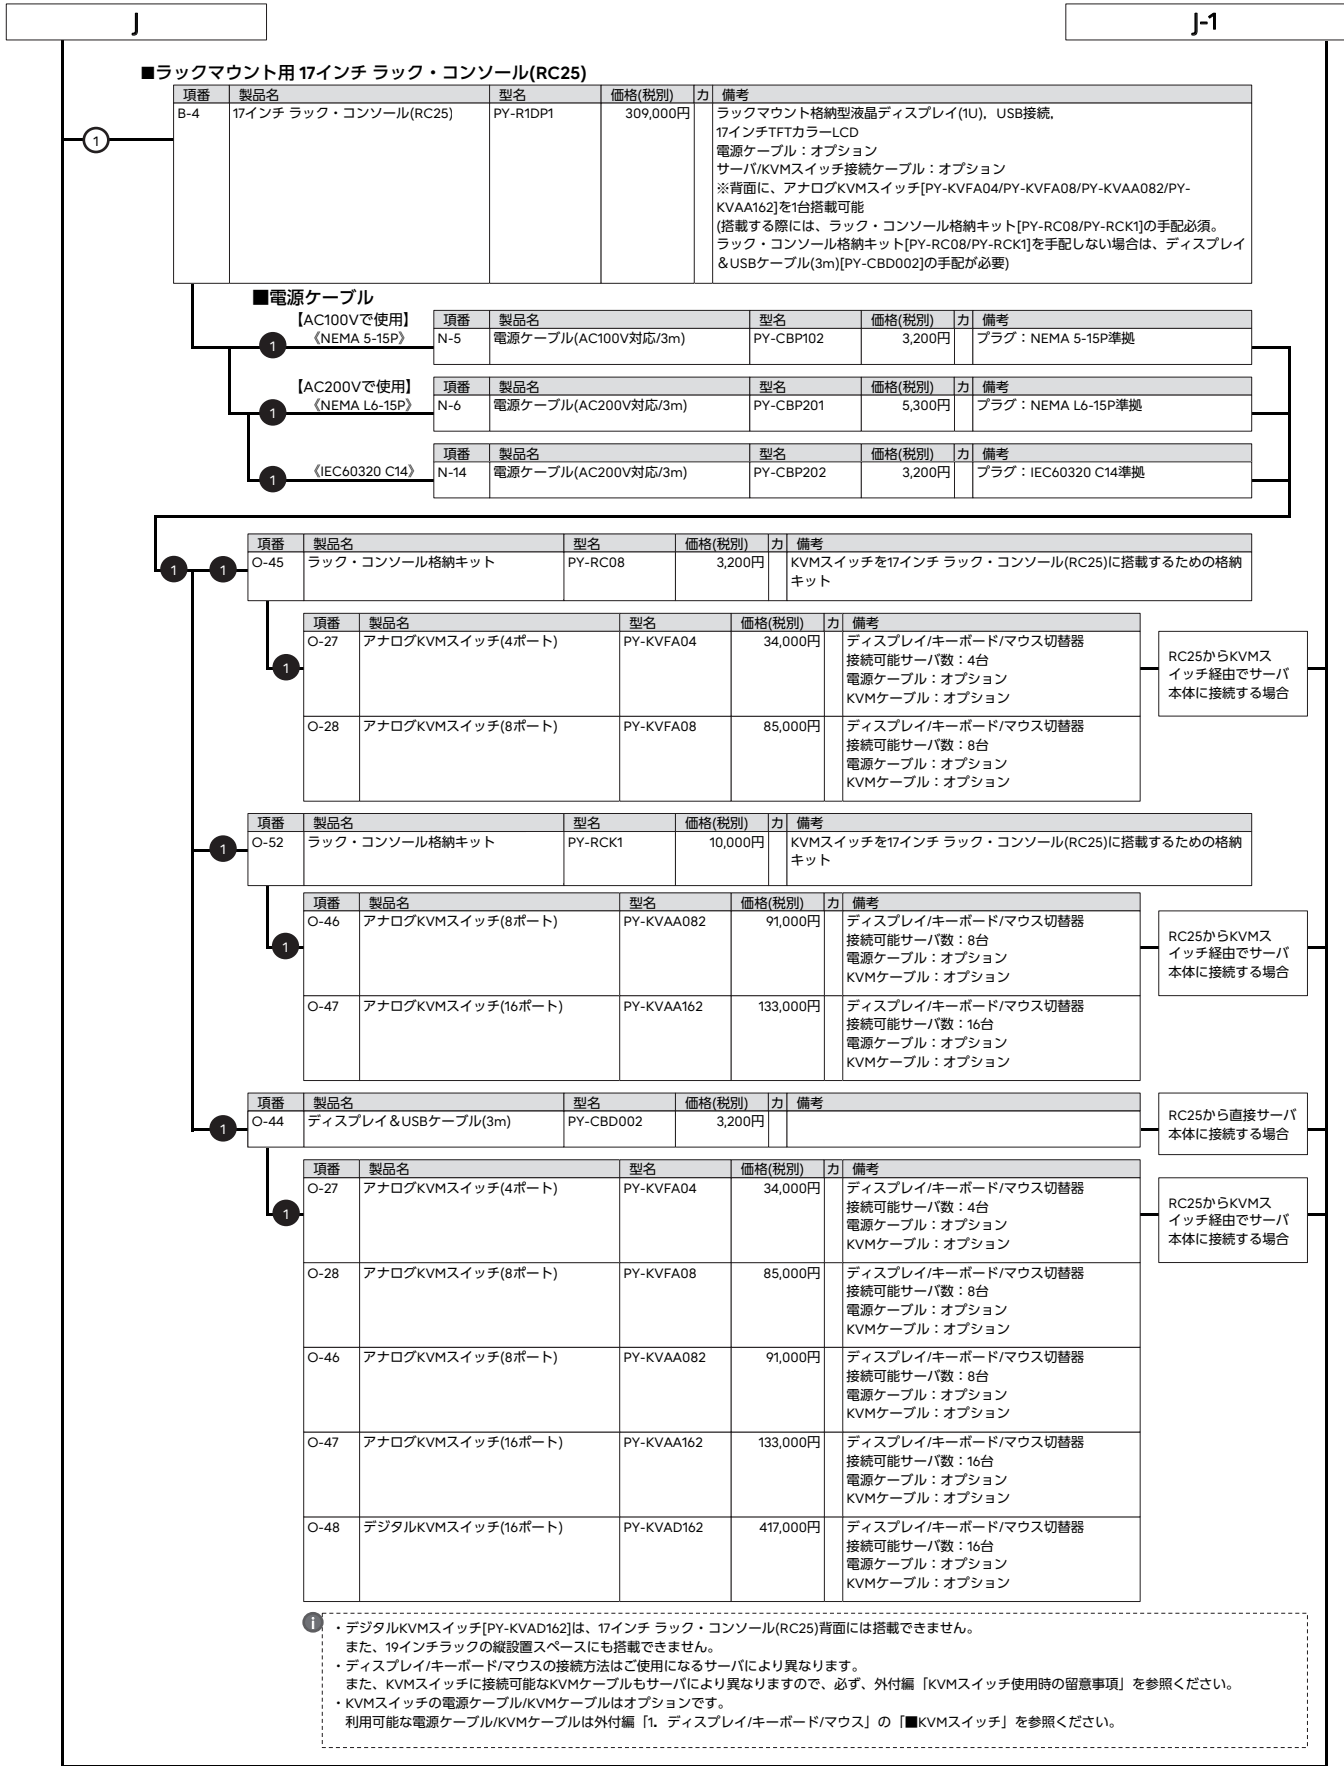 J
J-1
■ラックマウント用 17インチ ラック・コンソール(RC25)
項番 製品名 型名 価格(税別) カ 備考
B-4 17インチ ラック・コンソール(RC25) PY-R1DP1 309,000円 ラックマウント格納型液晶ディスプレイ(1U)，USB接続，
17インチTFTカラーLCD
電源ケーブル：オプション
サーバ/KVMスイッチ接続ケーブル：オプション
※背面に、アナログKVMスイッチ[PY-KVFA04/PY-KVFA08/PY-KVAA082/PY-
KVAA162]を1台搭載可能
(搭載する際には、ラック・コンソール格納キット[PY-RC08/PY-RCK1]の手配必須。
ラック・コンソール格納キット[PY-RC08/PY-RCK1]を手配しない場合は、ディスプレイ
＆USBケーブル(3m)[PY-CBD002]の手配が必要)
1
■電源ケーブル
【AC100Vで使用】 項番 製品名 型名 価格(税別) カ 備考
1 《NEMA 5-15P》 N-5 電源ケーブル(AC100V対応/3m) PY-CBP102 3,200円 プラグ：NEMA 5-15P準拠
【AC200Vで使用】 項番 製品名 型名 価格(税別) カ 備考
1 《NEMA L6-15P》 N-6 電源ケーブル(AC200V対応/3m) PY-CBP201 5,300円 プラグ：NEMA L6-15P準拠
項番 製品名 型名 価格(税別) カ 備考
1 《IEC60320 C14》 N-14 電源ケーブル(AC200V対応/3m) PY-CBP202 3,200円 プラグ：IEC60320 C14準拠
項番 製品名 型名 価格(税別) カ 備考
1 1 O-45 ラック・コンソール格納キット PY-RC08 3,200円 KVMスイッチを17インチ ラック・コンソール(RC25)に搭載するための格納
キット
項番 製品名 型名 価格(税別) カ 備考
1 O-27 アナログKVMスイッチ(4ポート) PY-KVFA04 34,000円 ディスプレイ/キーボード/マウス切替器
接続可能サーバ数：4台
電源ケーブル：オプション
KVMケーブル：オプション
RC25からKVMス
イッチ経由でサーバ
本体に接続する場合
O-28 アナログKVMスイッチ(8ポート) PY-KVFA08 85,000円 ディスプレイ/キーボード/マウス切替器
接続可能サーバ数：8台
電源ケーブル：オプション
KVMケーブル：オプション
項番 製品名 型名 価格(税別) カ 備考
1 O-52 ラック・コンソール格納キット PY-RCK1 10,000円 KVMスイッチを17インチ ラック・コンソール(RC25)に搭載するための格納
キット
項番 製品名 型名 価格(税別) カ 備考
1 O-46 アナログKVMスイッチ(8ポート) PY-KVAA082 91,000円 ディスプレイ/キーボード/マウス切替器
接続可能サーバ数：8台
電源ケーブル：オプション
KVMケーブル：オプション
RC25からKVMス
イッチ経由でサーバ
本体に接続する場合
O-47 アナログKVMスイッチ(16ポート) PY-KVAA162 133,000円 ディスプレイ/キーボード/マウス切替器
接続可能サーバ数：16台
電源ケーブル：オプション
KVMケーブル：オプション
項番 製品名 型名 価格(税別) カ 備考
1 O-44 ディスプレイ＆USBケーブル(3m) PY-CBD002 3,200円
RC25から直接サーバ
本体に接続する場合
項番 製品名 型名 価格(税別) カ 備考
1 O-27 アナログKVMスイッチ(4ポート) PY-KVFA04 34,000円 ディスプレイ/キーボード/マウス切替器
接続可能サーバ数：4台
電源ケーブル：オプション
KVMケーブル：オプション
RC25からKVMス
イッチ経由でサーバ
本体に接続する場合
O-28 アナログKVMスイッチ(8ポート) PY-KVFA08 85,000円 ディスプレイ/キーボード/マウス切替器
接続可能サーバ数：8台
電源ケーブル：オプション
KVMケーブル：オプション
O-46 アナログKVMスイッチ(8ポート) PY-KVAA082 91,000円 ディスプレイ/キーボード/マウス切替器
接続可能サーバ数：8台
電源ケーブル：オプション
KVMケーブル：オプション
O-47 アナログKVMスイッチ(16ポート) PY-KVAA162 133,000円 ディスプレイ/キーボード/マウス切替器
接続可能サーバ数：16台
電源ケーブル：オプション
KVMケーブル：オプション
O-48 デジタルKVMスイッチ(16ポート) PY-KVAD162 417,000円 ディスプレイ/キーボード/マウス切替器
接続可能サーバ数：16台
電源ケーブル：オプション
KVMケーブル：オプション
i
・デジタルKVMスイッチ[PY-KVAD162]は、17インチ ラック・コンソール(RC25)背面には搭載できません。
また、19インチラックの縦設置スペースにも搭載できません。
・ディスプレイ/キーボード/マウスの接続方法はご使用になるサーバにより異なります。
また、KVMスイッチに接続可能なKVMケーブルもサーバにより異なりますので、必ず、外付編「KVMスイッチ使用時の留意事項」を参照ください。
・KVMスイッチの電源ケーブル/KVMケーブルはオプションです。
利用可能な電源ケーブル/KVMケーブルは外付編「1．ディスプレイ/キーボード/マウス」の「■KVMスイッチ」を参照ください。